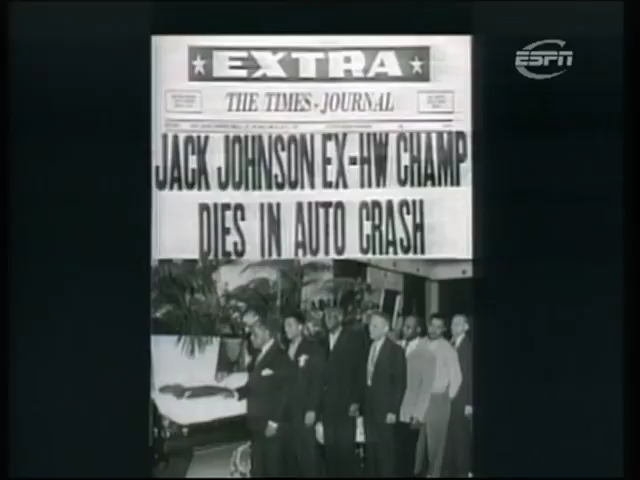 EXTRA
ESPN
THE TIMES-JOURNAL
JACK JOHNSON EX-HW CHAMP
DIES IN AUTO CRASH